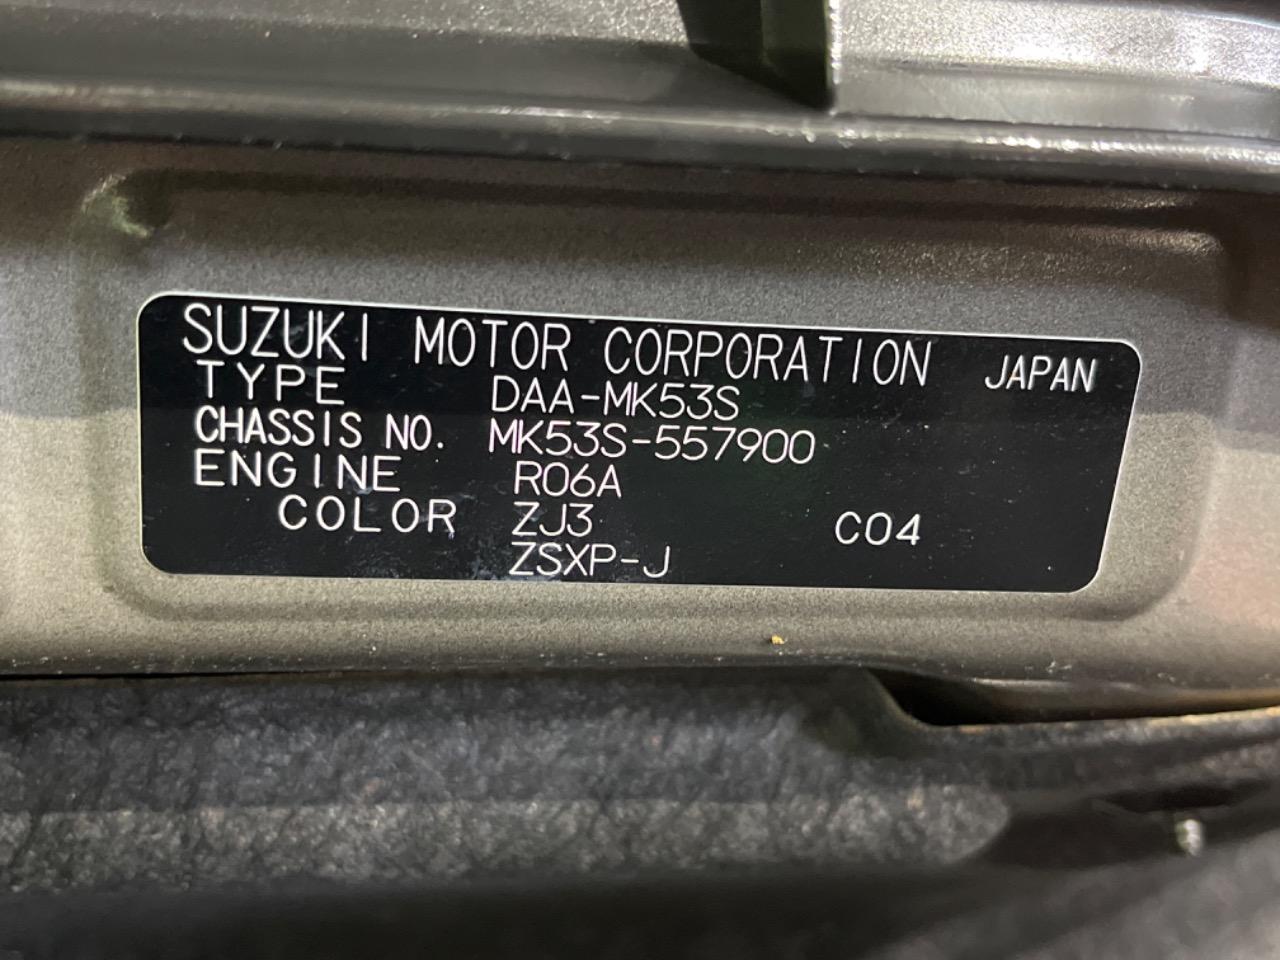 SUZUKI MOTOR CORPORATION JAPAN
TYPE DAA-MK53S
CHASSIS NO. MK53S-557900
ENGINE R06A
COLOR ZJ3 C04
ZSXP-J